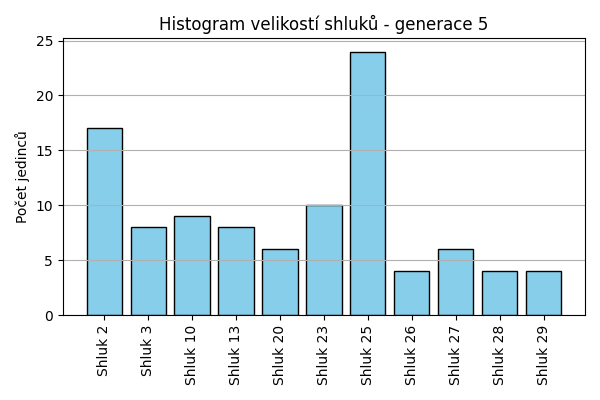 Histogram velikostí shluků - generace 5
Počet jedinců
25
20
15
10
5
0
Shluk 2
Shluk 3
Shluk 10
Shluk 13
Shluk 20
Shluk 23
Shluk 25
Shluk 26
Shluk 27
Shluk 28
Shluk 29